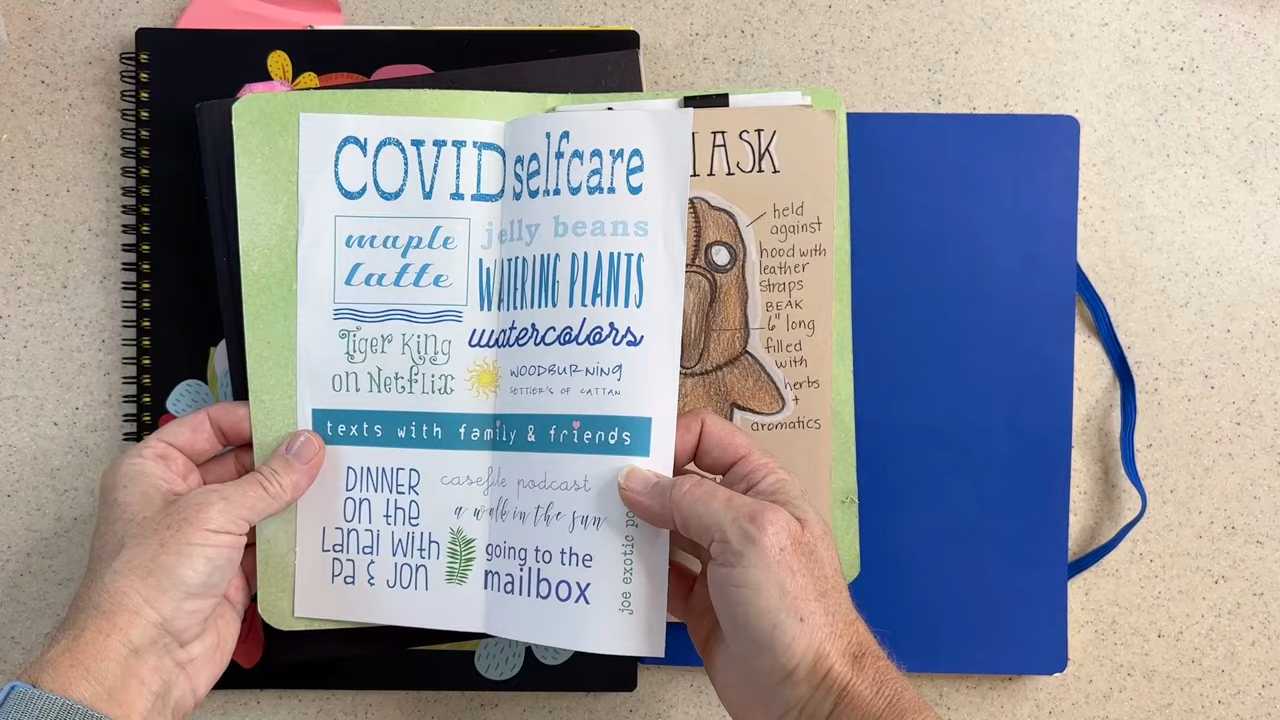 COVID selfcare
maple
latte
jelly beans
WATERING PLANTS
watercolors
Tiger King
on Netflix
WOODBURNING
SETTLER'S OF CATTAN
texts with family & friends
DINNER
on the
Lanai with
Pa & Jon
casefile podcast
a walk in the sun
going to the
mailbox
joe exotic
ASK
held
against
hood with
leather
straps
BEAK
6" long
filled
with
herbs
+
aromatics